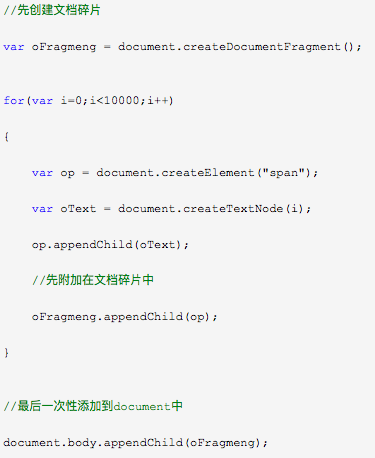 //先创建文档碎片
var oFragmeng = document.createDocumentFragment();
for(var i=0;i<10000;i++)
{
var op = document.createElement("span");
var oText = document.createTextNode(i);
op.appendChild(oText);
//先附加在文档碎片中
oFragmeng.appendChild(op);
}
//最后一次性添加到document中
document.body.appendChild(oFragmeng);